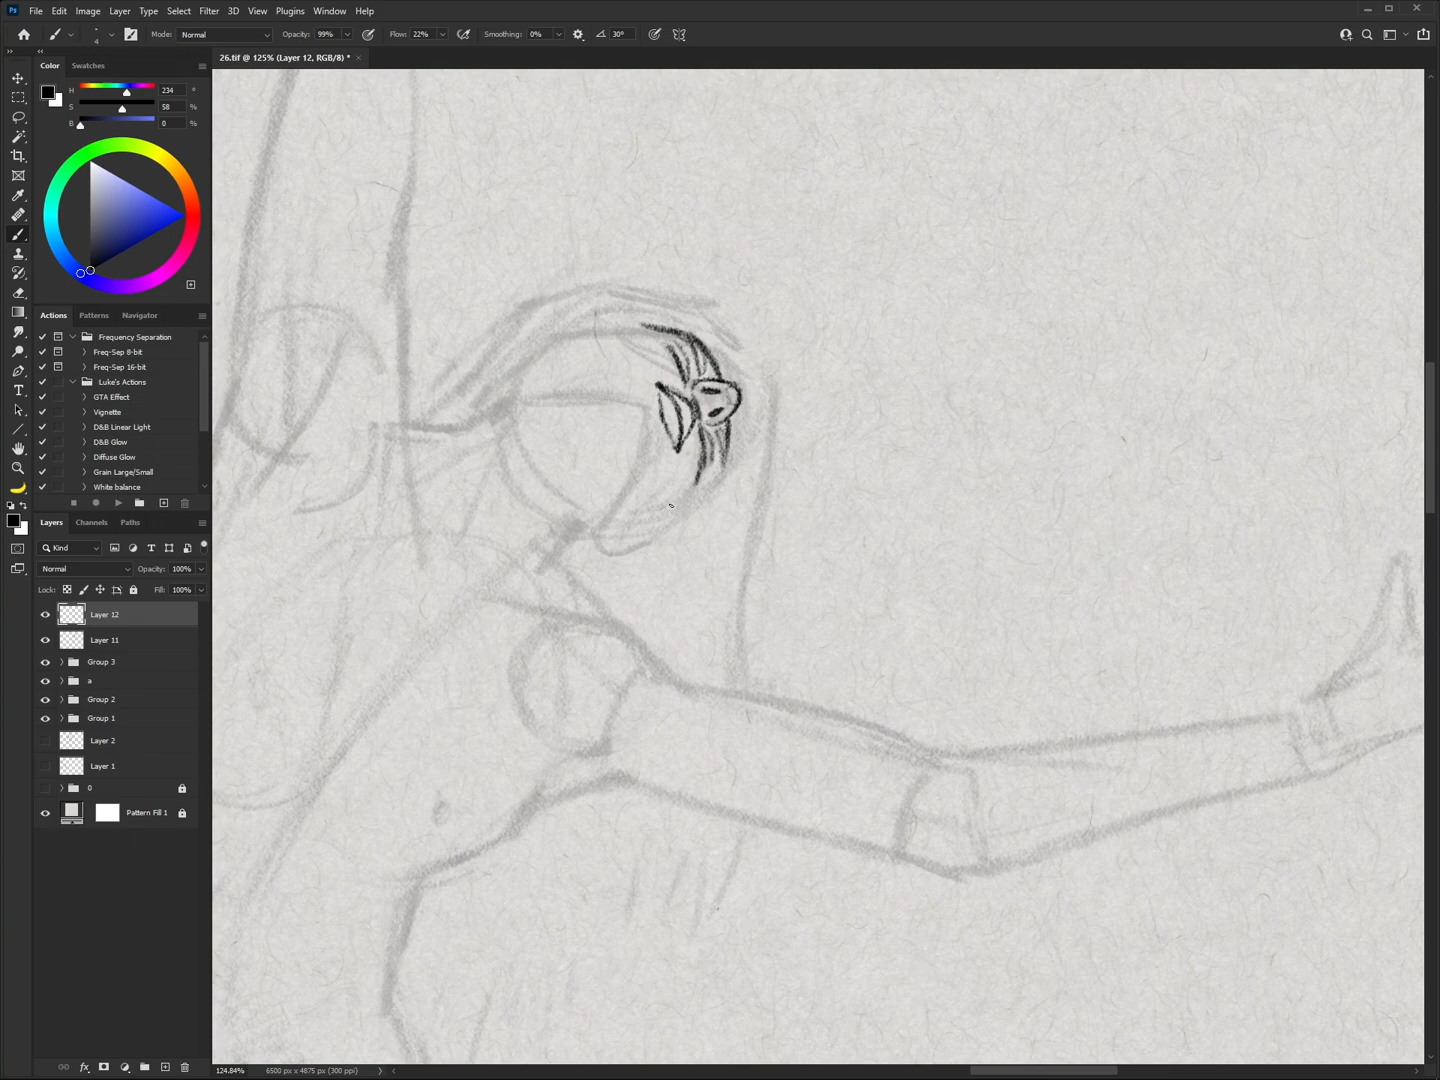 Ps File Edit Image Layer Type Select Filter 3D View Plugins Window Help
4 Mode: Normal Opacity: 99% Flow: 22% Smoothing: 0% 30°
26.tif @ 125% (Layer 12, RGB/8) *
Color Swatches
H 234 °
S 58 %
B 0 %
Actions Patterns Navigator
Frequency Separation
Freq-Sep 8-bit
Freq-Sep 16-bit
Luke's Actions
GTA Effect
Vignette
D&B Linear Light
D&B Glow
Diffuse Glow
Grain Large/Small
White balance
Layers Channels Paths
Kind
Normal Opacity: 100%
Lock: Fill: 100%
Layer 12
Layer 11
Group 3
a
Group 2
Group 1
Layer 2
Layer 1
0
Pattern Fill 1
fx
124.84% 6500 px x 4875 px (300 ppi)